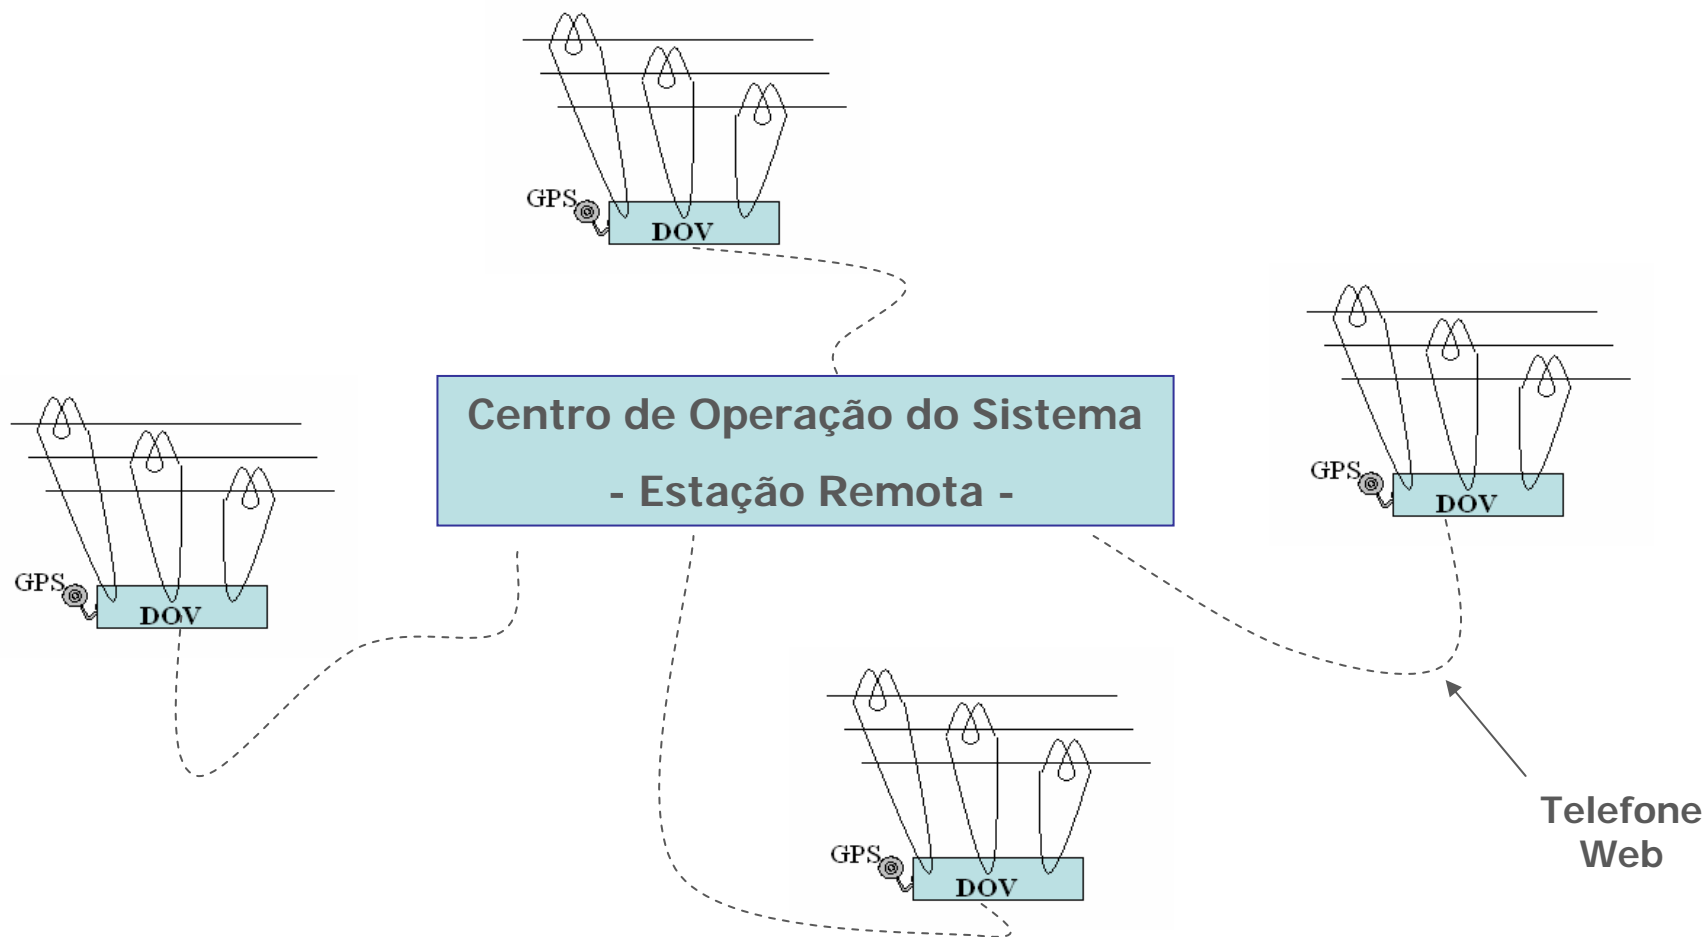 GPS
DOV
Centro de Operação do Sistema
- Estação Remota -
GPS
DOV
GPS
DOV
GPS
DOV
Telefone
Web